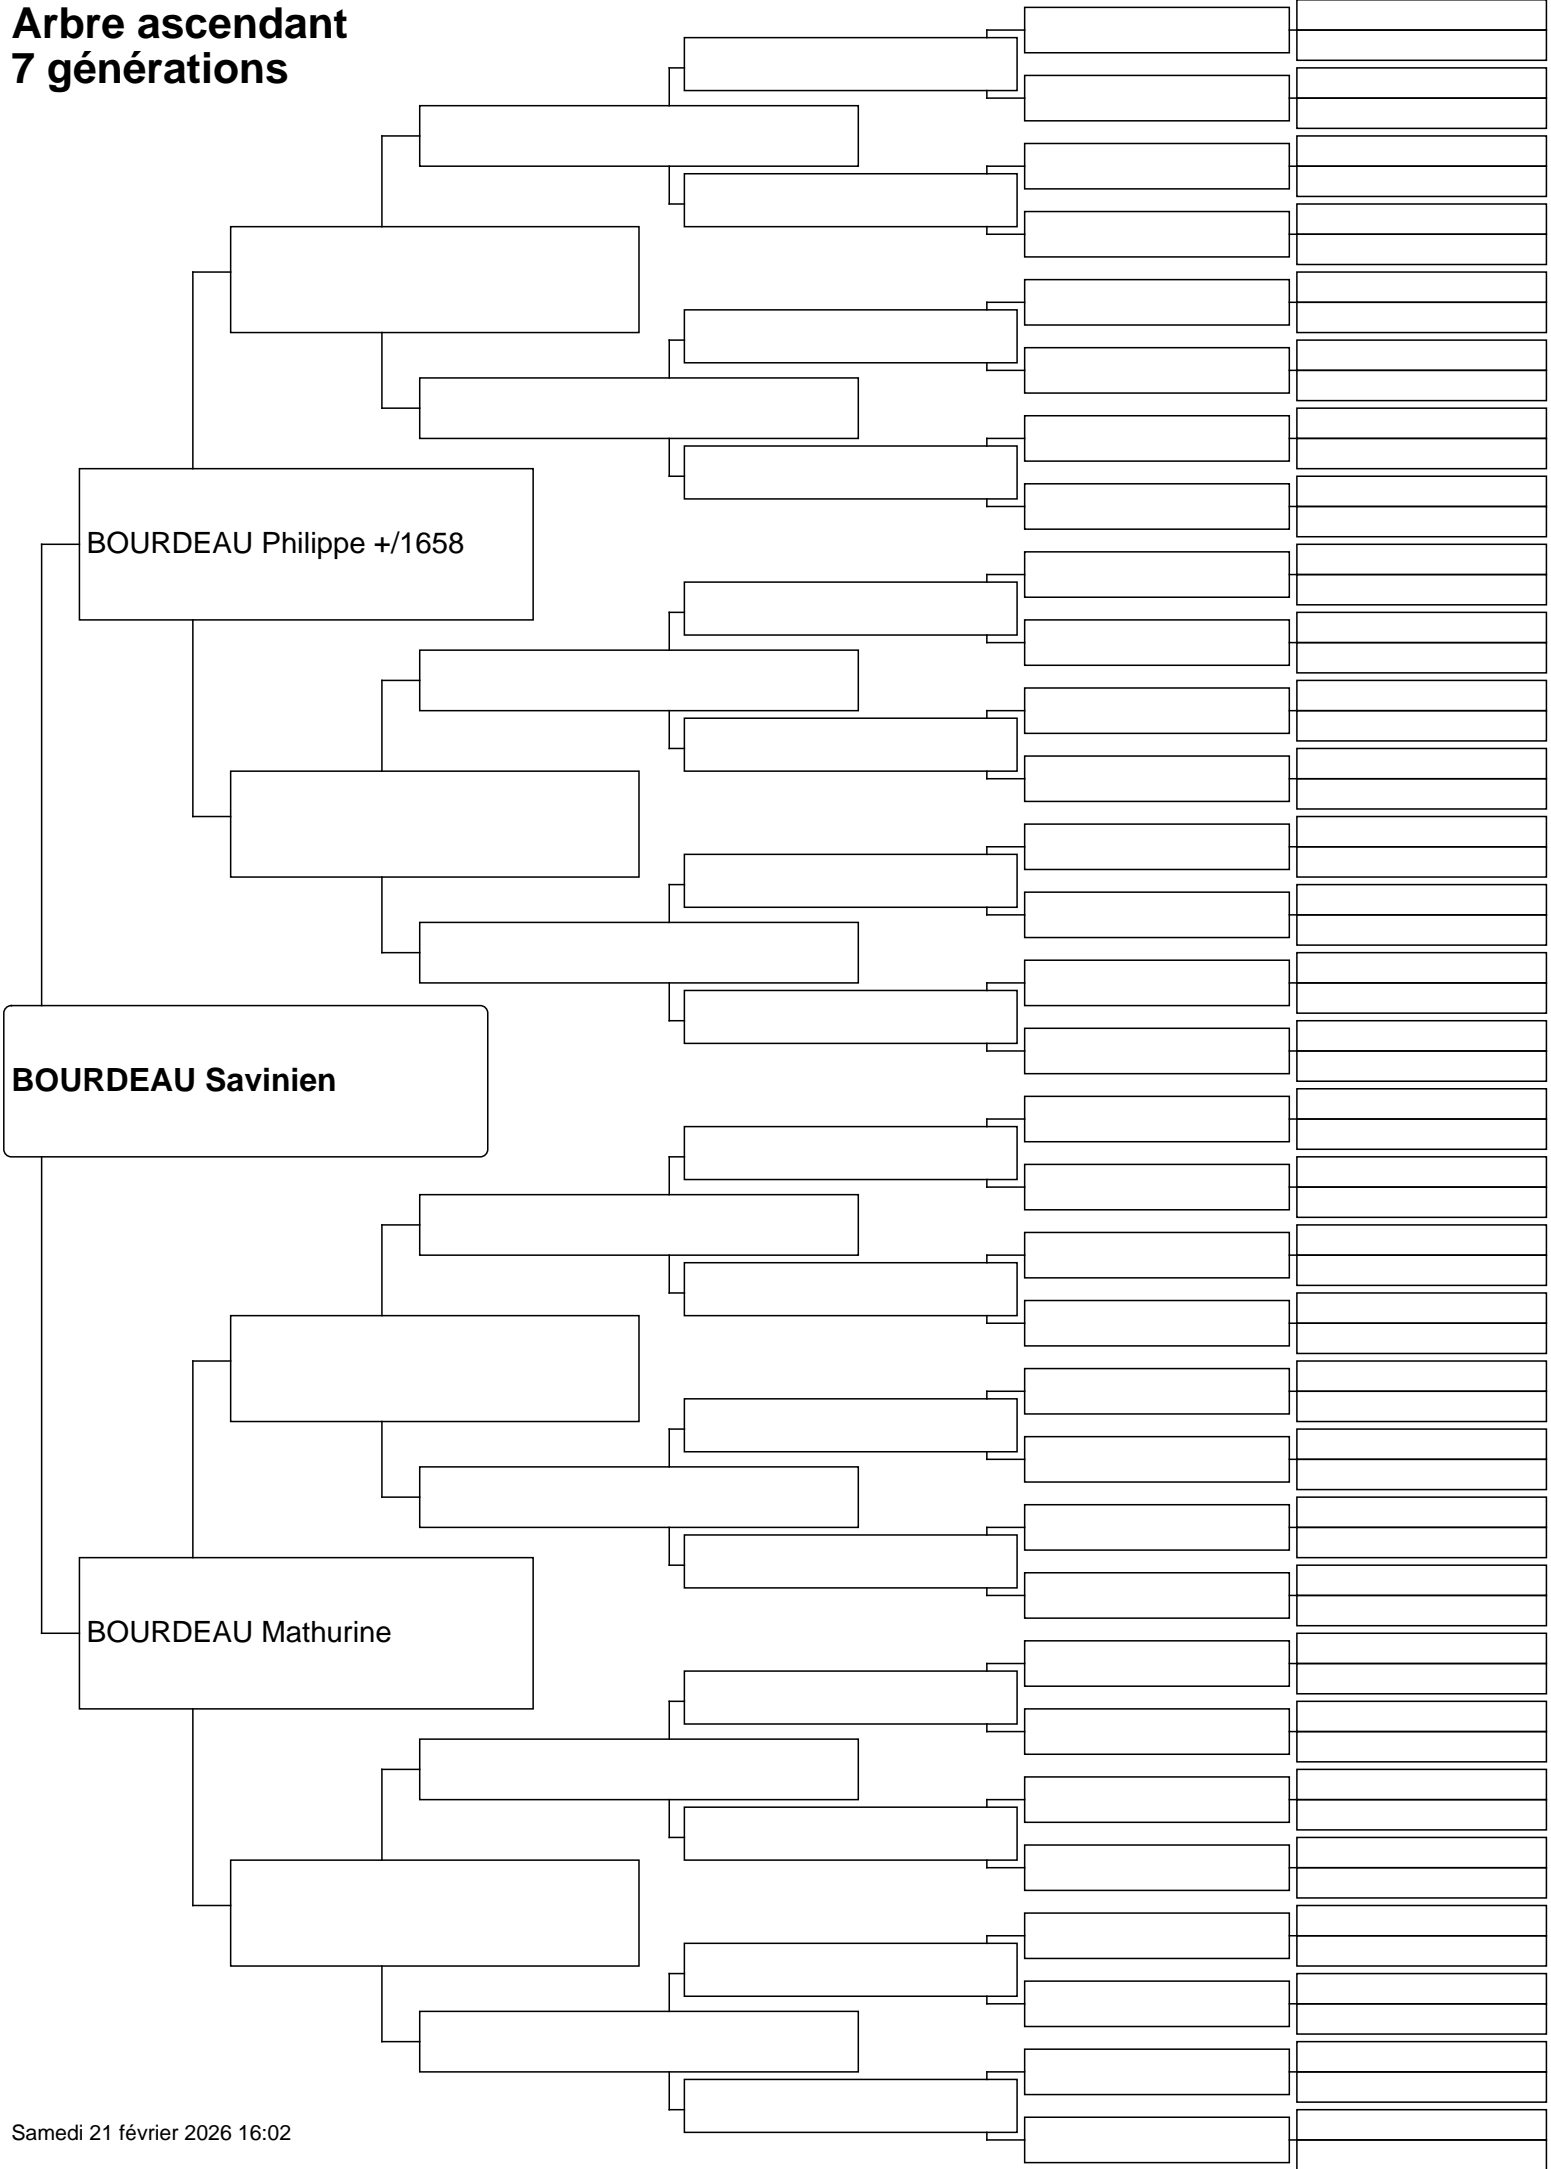 Arbre ascendant
7 générations
BOURDEAU Philippe +/1658
BOURDEAU Savinien
BOURDEAU Mathurine
Samedi 21 février 2026 16:02